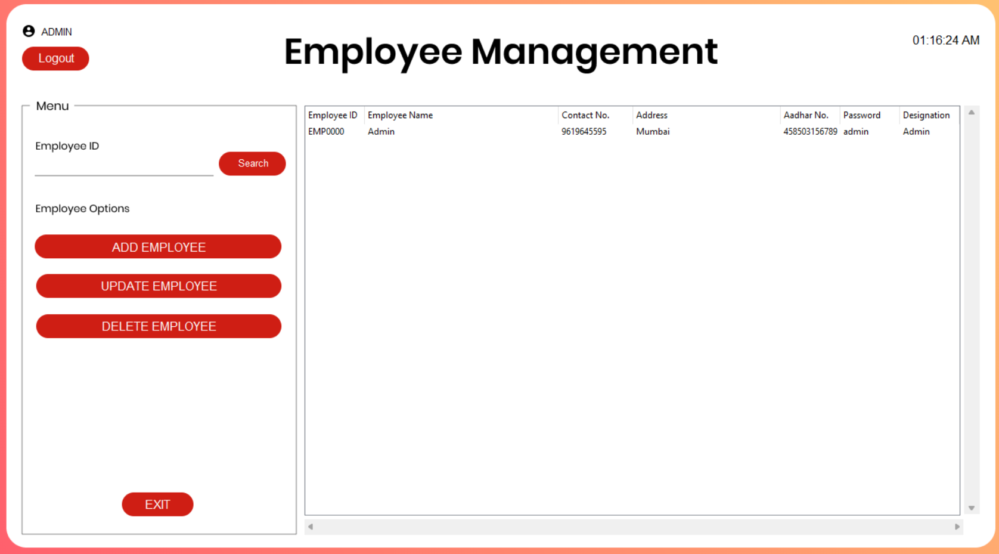 ADMIN
Logout
Employee Management
01:16:24 AM
Menu
Employee ID
Search
Employee Options
ADD EMPLOYEE
UPDATE EMPLOYEE
DELETE EMPLOYEE
EXIT
Employee ID Employee Name Contact No. Address Aadhar No. Password Designation
EMP0000 Admin 9619645595 Mumbai 458503156789 admin Admin